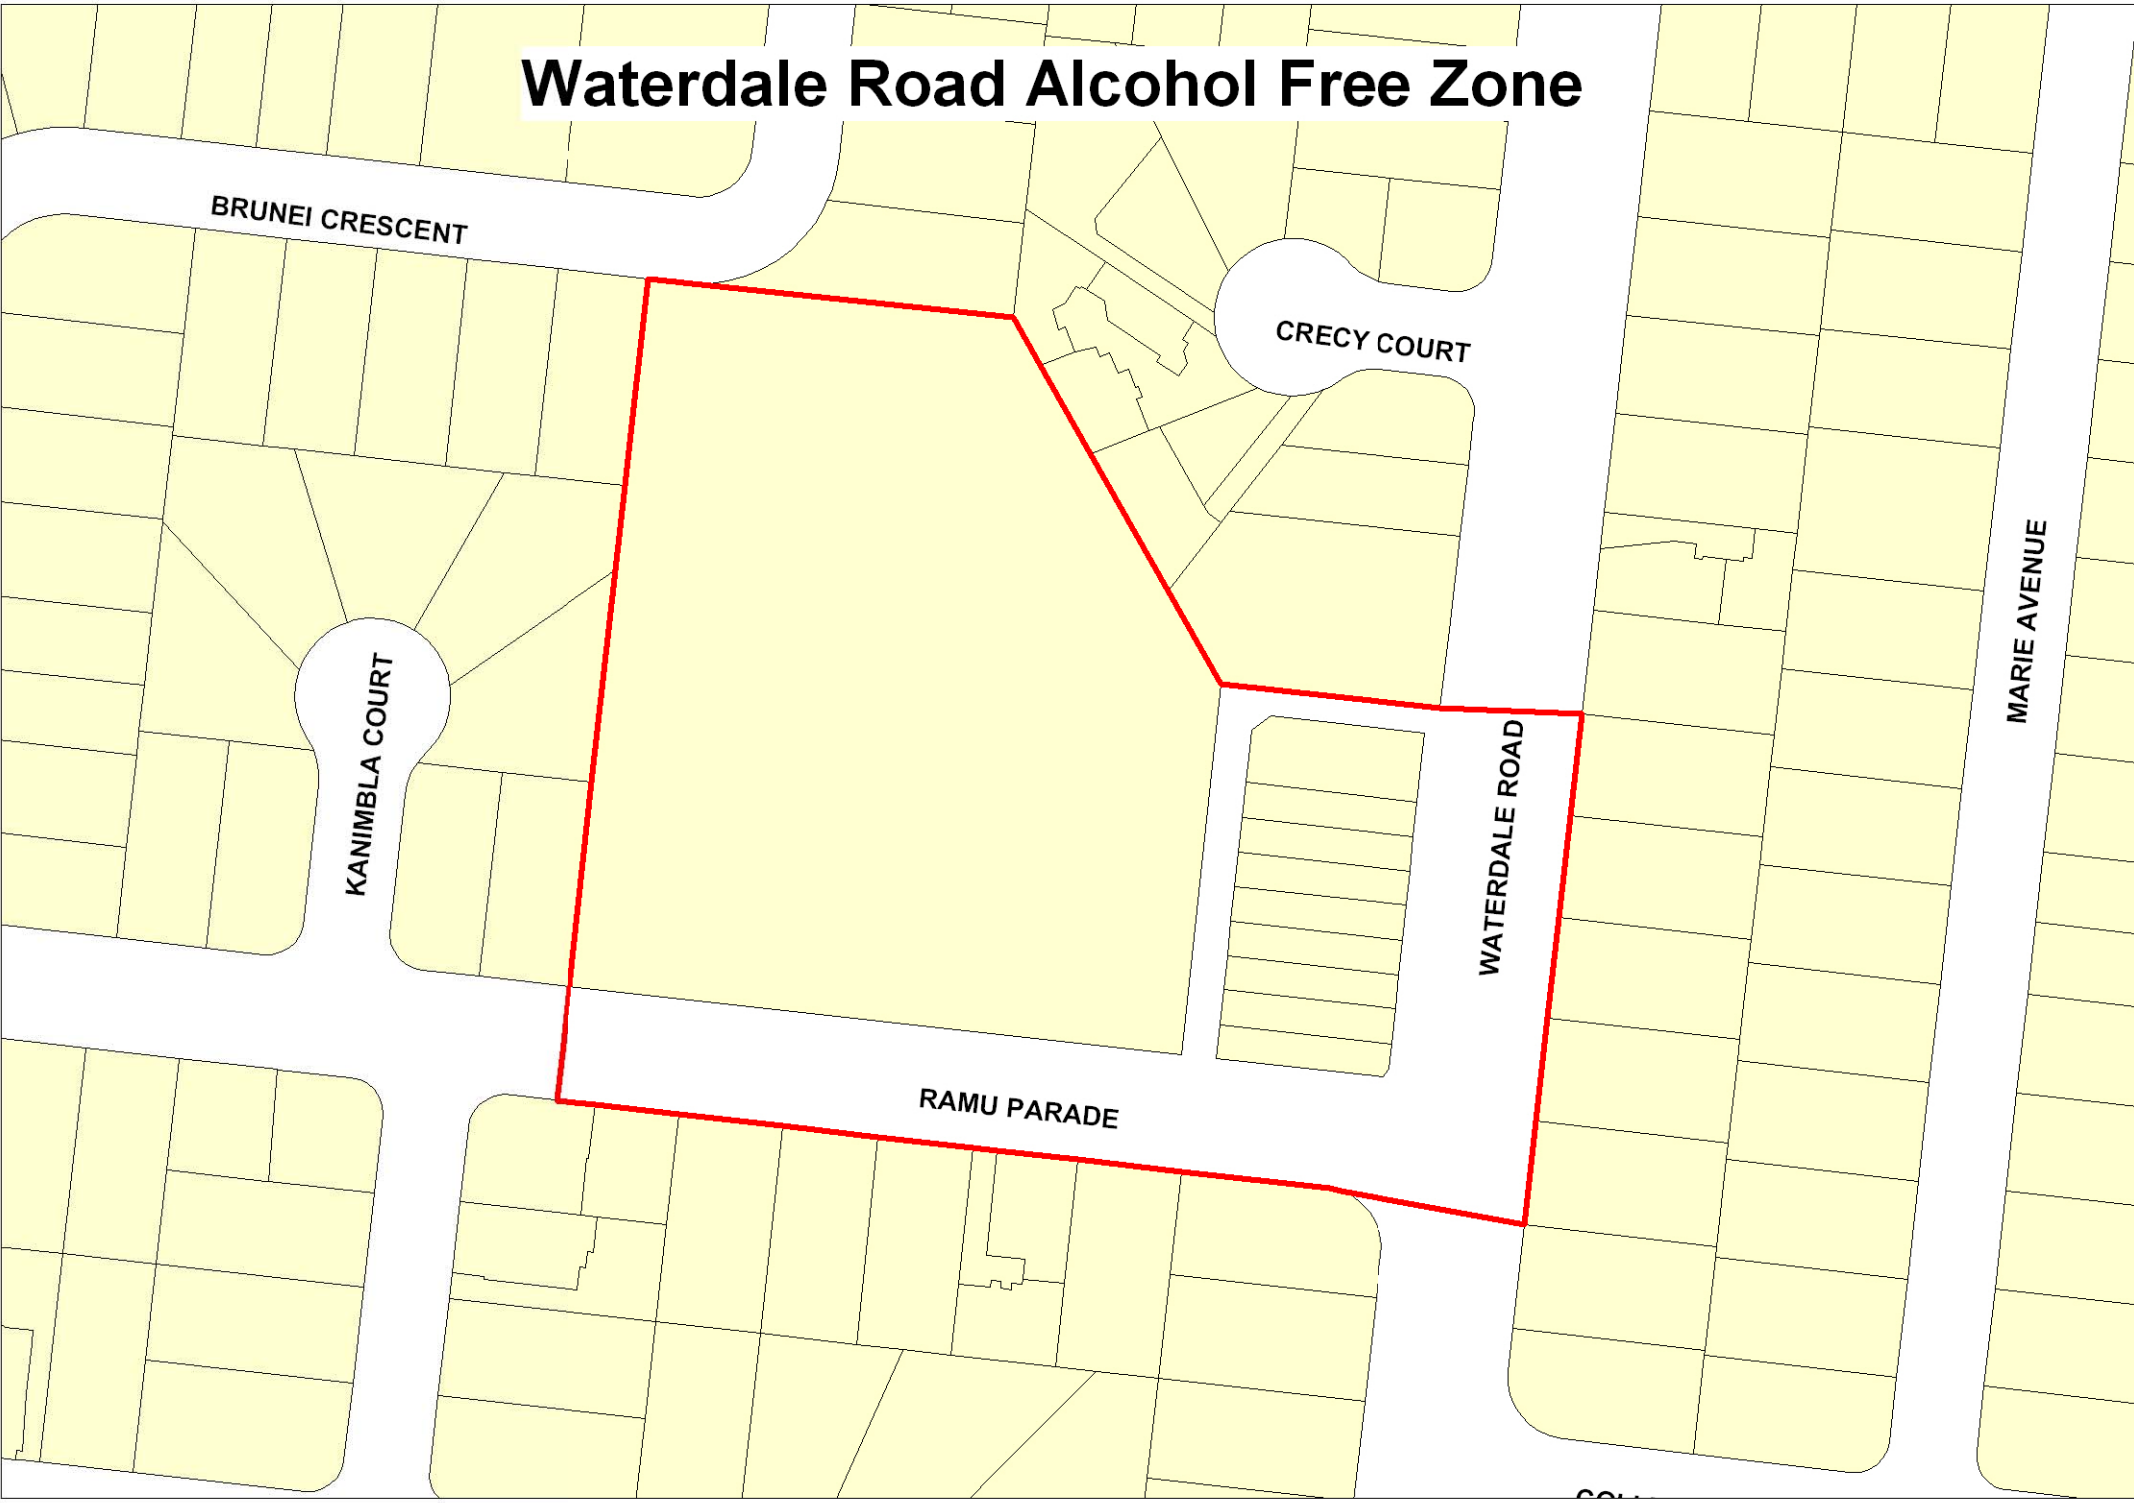 Waterdale Road Alcohol Free Zone
BRUNEI CRESCENT
CRECY COURT
MARIE AVENUE
KANIMBLA COURT
WATERDALE ROAD
RAMU PARADE